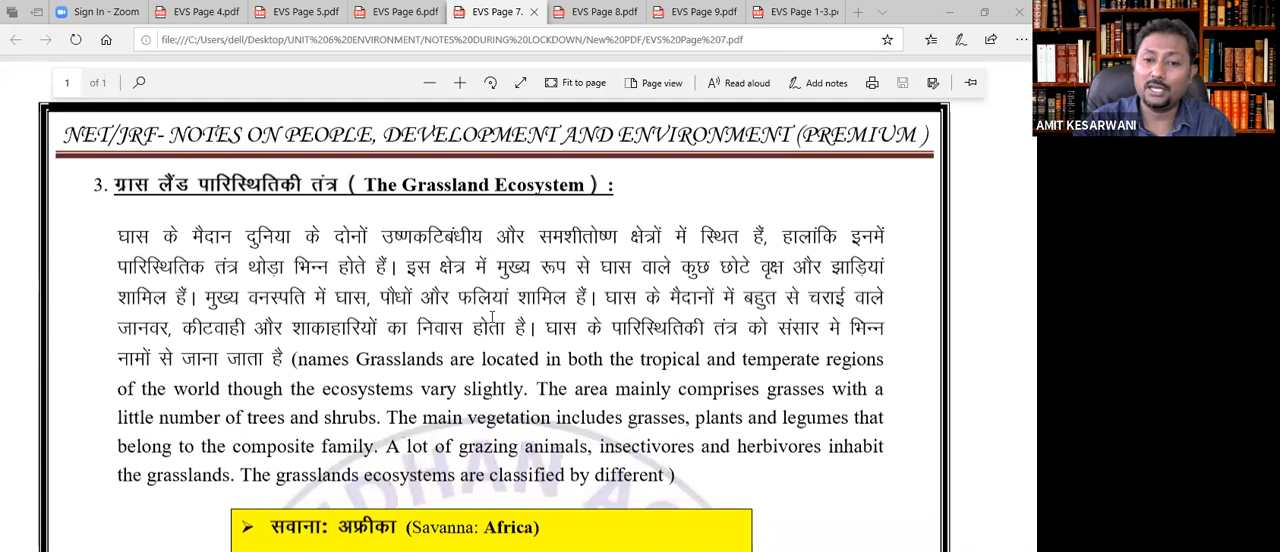 Sign In - Zoom
EVS Page 4.pdf
EVS Page 5.pdf
EVS Page 6.pdf
EVS Page 7.
EVS Page 8.pdf
EVS Page 9.pdf
EVS Page 1-3.p
file:///C:/Users/dell/Desktop/UNIT%206%20ENVIRONMENT/NOTES%20DURING%20LOCKDOWN/New%20PDF/EVS%20Page%207.pdf
1 of 1
Fit to page
Page view
Read aloud
Add notes
AMIT KESARWANI
NET/JRF- NOTES ON PEOPLE, DEVELOPMENT AND ENVIRONMENT (PREMIUM )
3. ग्रास लैंड पारिस्थितिकी तंत्र ( The Grassland Ecosystem ) :
घास के मैदान दुनिया के दोनों उष्णकटिबंधीय और समशीतोष्ण क्षेत्रों में स्थित हैं, हालांकि इनमें
पारिस्थितिक तंत्र थोड़ा भिन्न होते हैं। इस क्षेत्र में मुख्य रूप से घास वाले कुछ छोटे वृक्ष और झाड़ियां
शामिल हैं। मुख्य वनस्पति में घास, पौधों और फलियां शामिल हैं। घास के मैदानों में बहुत से चराई वाले
जानवर, कीटवाही और शाकाहारियों का निवास होता है। घास के पारिस्थितिकी तंत्र को संसार मे भिन्न
नामों से जाना जाता है (names Grasslands are located in both the tropical and temperate regions
of the world though the ecosystems vary slightly. The area mainly comprises grasses with a
little number of trees and shrubs. The main vegetation includes grasses, plants and legumes that
belong to the composite family. A lot of grazing animals, insectivores and herbivores inhabit
the grasslands. The grasslands ecosystems are classified by different )
➢ सवाना: अफ्रीका (Savanna: Africa)